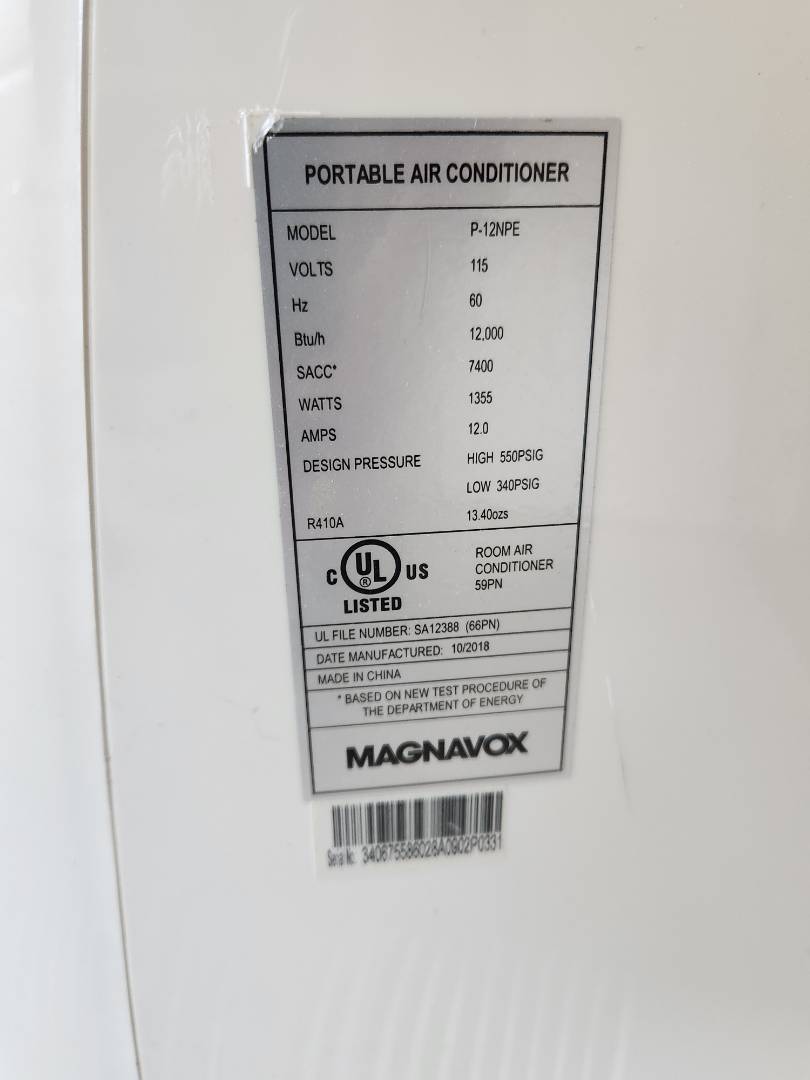 PORTABLE AIR CONDITIONER
MODEL P-12NPE
VOLTS 115
Hz 60
Btu/h 12,000
SACC* 7400
WATTS 1355
AMPS 12.0
DESIGN PRESSURE HIGH 550PSIG
LOW 340PSIG
R410A 13.40ozs
C UL ® US
LISTED
ROOM AIR
CONDITIONER
59PN
UL FILE NUMBER: SA12388 (66PN)
DATE MANUFACTURED: 10/2018
MADE IN CHINA
* BASED ON NEW TEST PROCEDURE OF
THE DEPARTMENT OF ENERGY
MAGNAVOX
Serial No. 340675586028A0902P0331